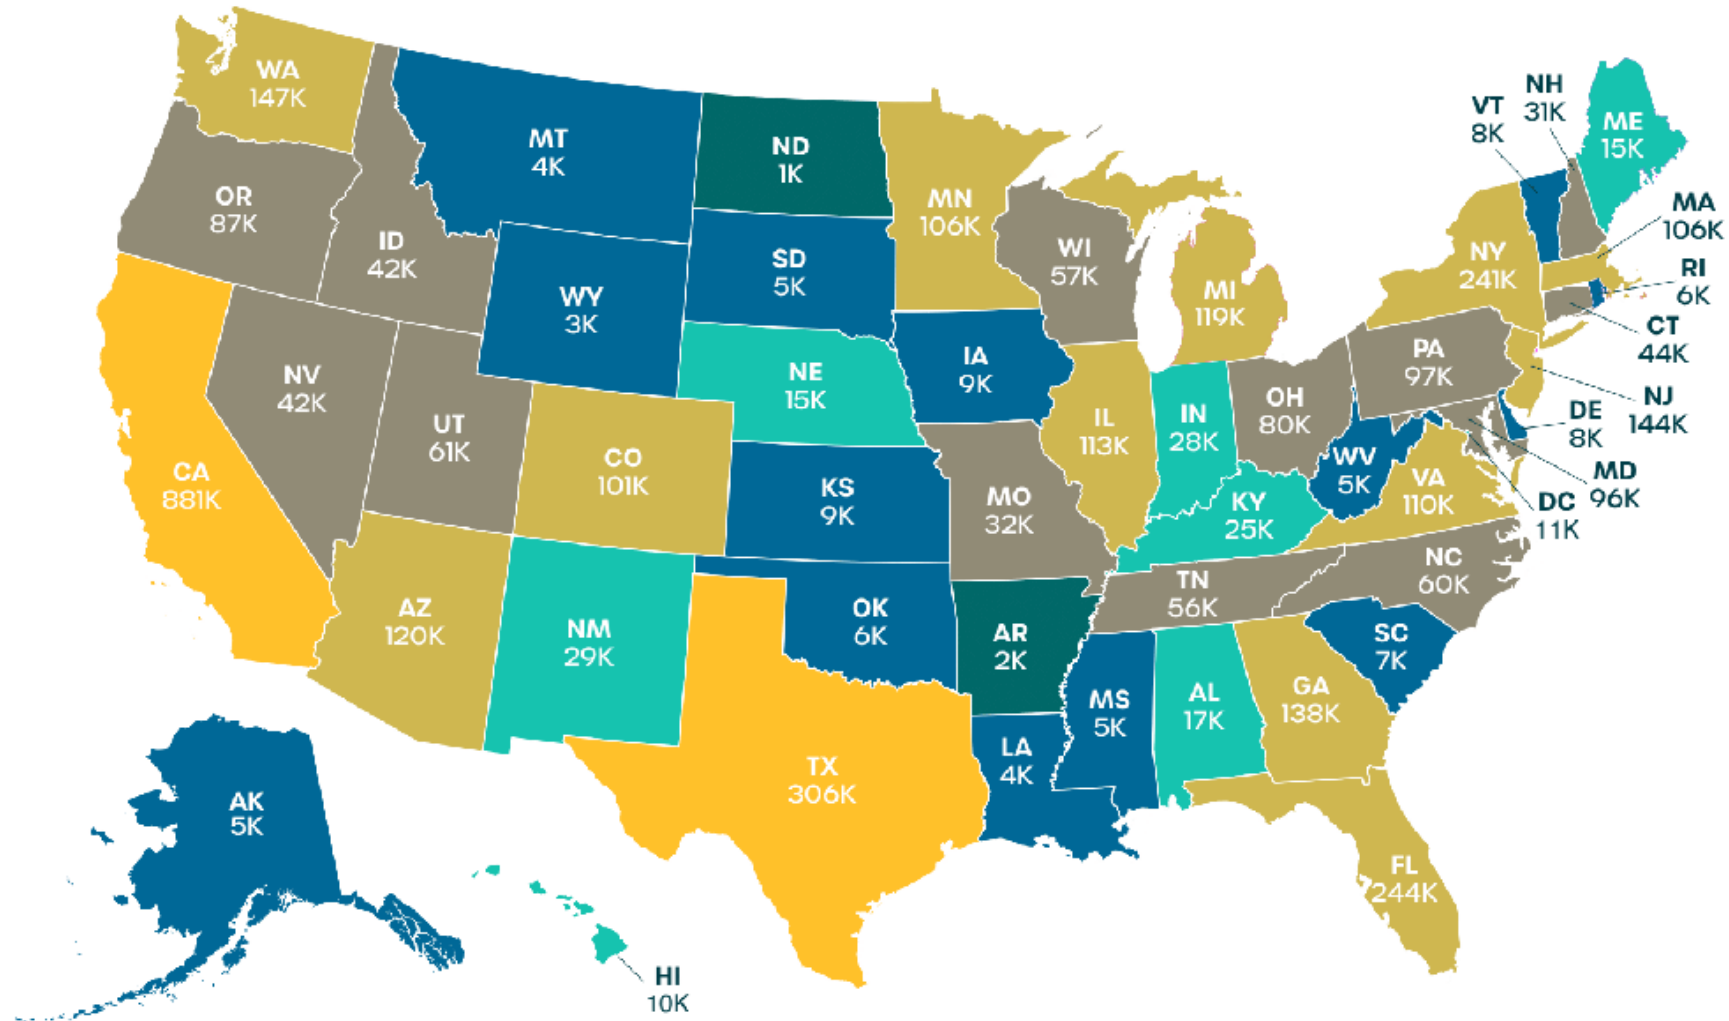 WA
147K
MT
4K
ND
1K
MN
106K
VT
8K
NH
31K
ME
15K
OR
87K
ID
42K
SD
5K
WI
57K
MI
119K
NY
241K
MA
106K
RI
6K
WY
3K
IA
9K
PA
97K
CT
44K
NV
42K
UT
61K
NE
15K
IL
113K
IN
28K
OH
80K
NJ
144K
DE
8K
CA
881K
CO
101K
KS
9K
MO
32K
KY
25K
WV
5K
VA
110K
MD
96K
DC
11K
AZ
120K
NM
29K
OK
6K
AR
2K
TN
56K
NC
60K
SC
7K
TX
306K
LA
4K
MS
5K
AL
17K
GA
138K
FL
244K
AK
5K
HI
10K